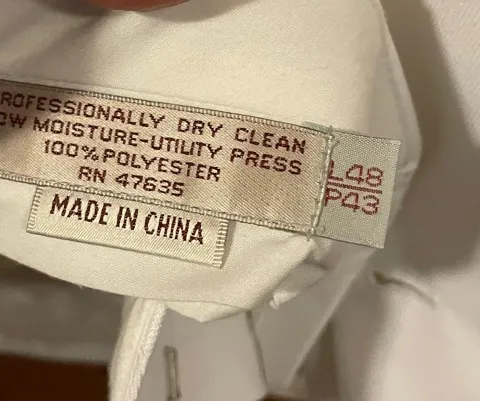 ROFESSIONALLY DRY CLEAN
OW MOISTURE-UTILITY PRESS
100% POLYESTER
RN 47635
MADE IN CHINA
L48
P43